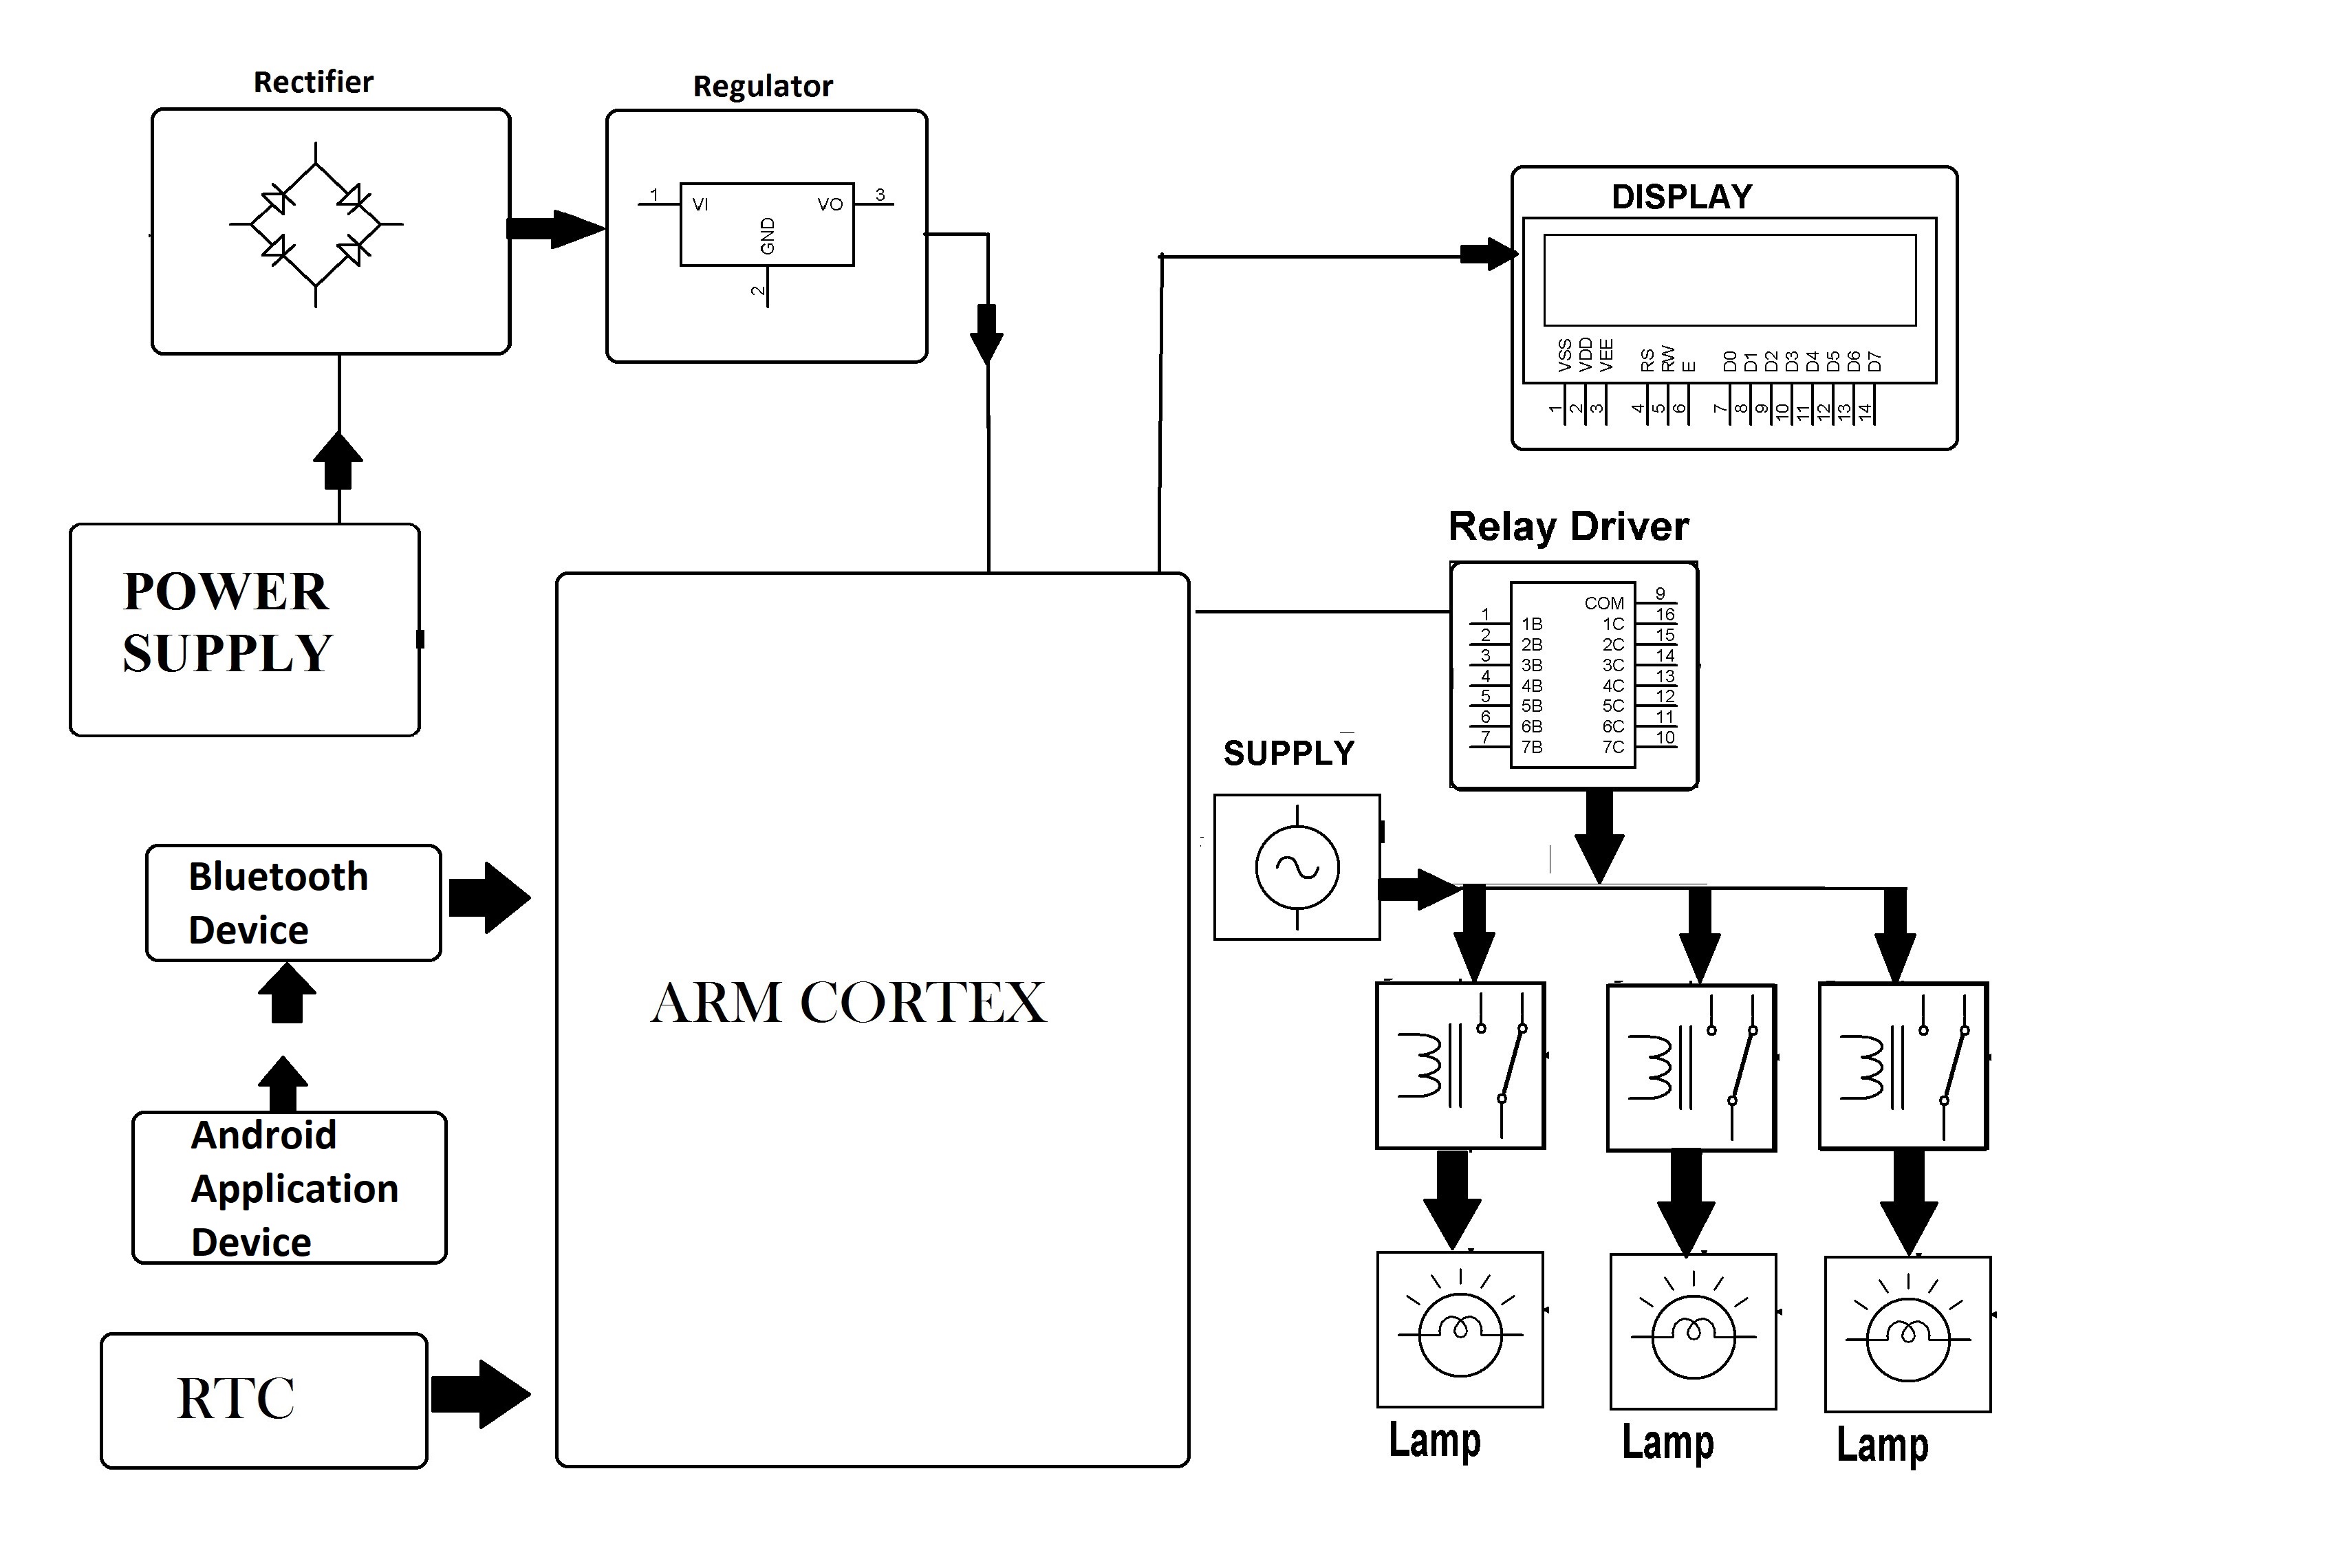 Rectifier
Regulator
1
VI
VO
3
GND
2
DISPLAY
VSS
VDD
VEE
RS
RW
E
D0
D1
D2
D3
D4
D5
D6
D7
1
2
3
4
5
6
7
8
9
10
11
12
13
14
POWER
SUPPLY
Relay Driver
COM 9
1 1B 1C 16
2 2B 2C 15
3 3B 3C 14
4 4B 4C 13
5 5B 5C 12
6 6B 6C 11
7 7B 7C 10
SUPPLY
Bluetooth
Device
ARM CORTEX
Android
Application
Device
RTC
Lamp
Lamp
Lamp